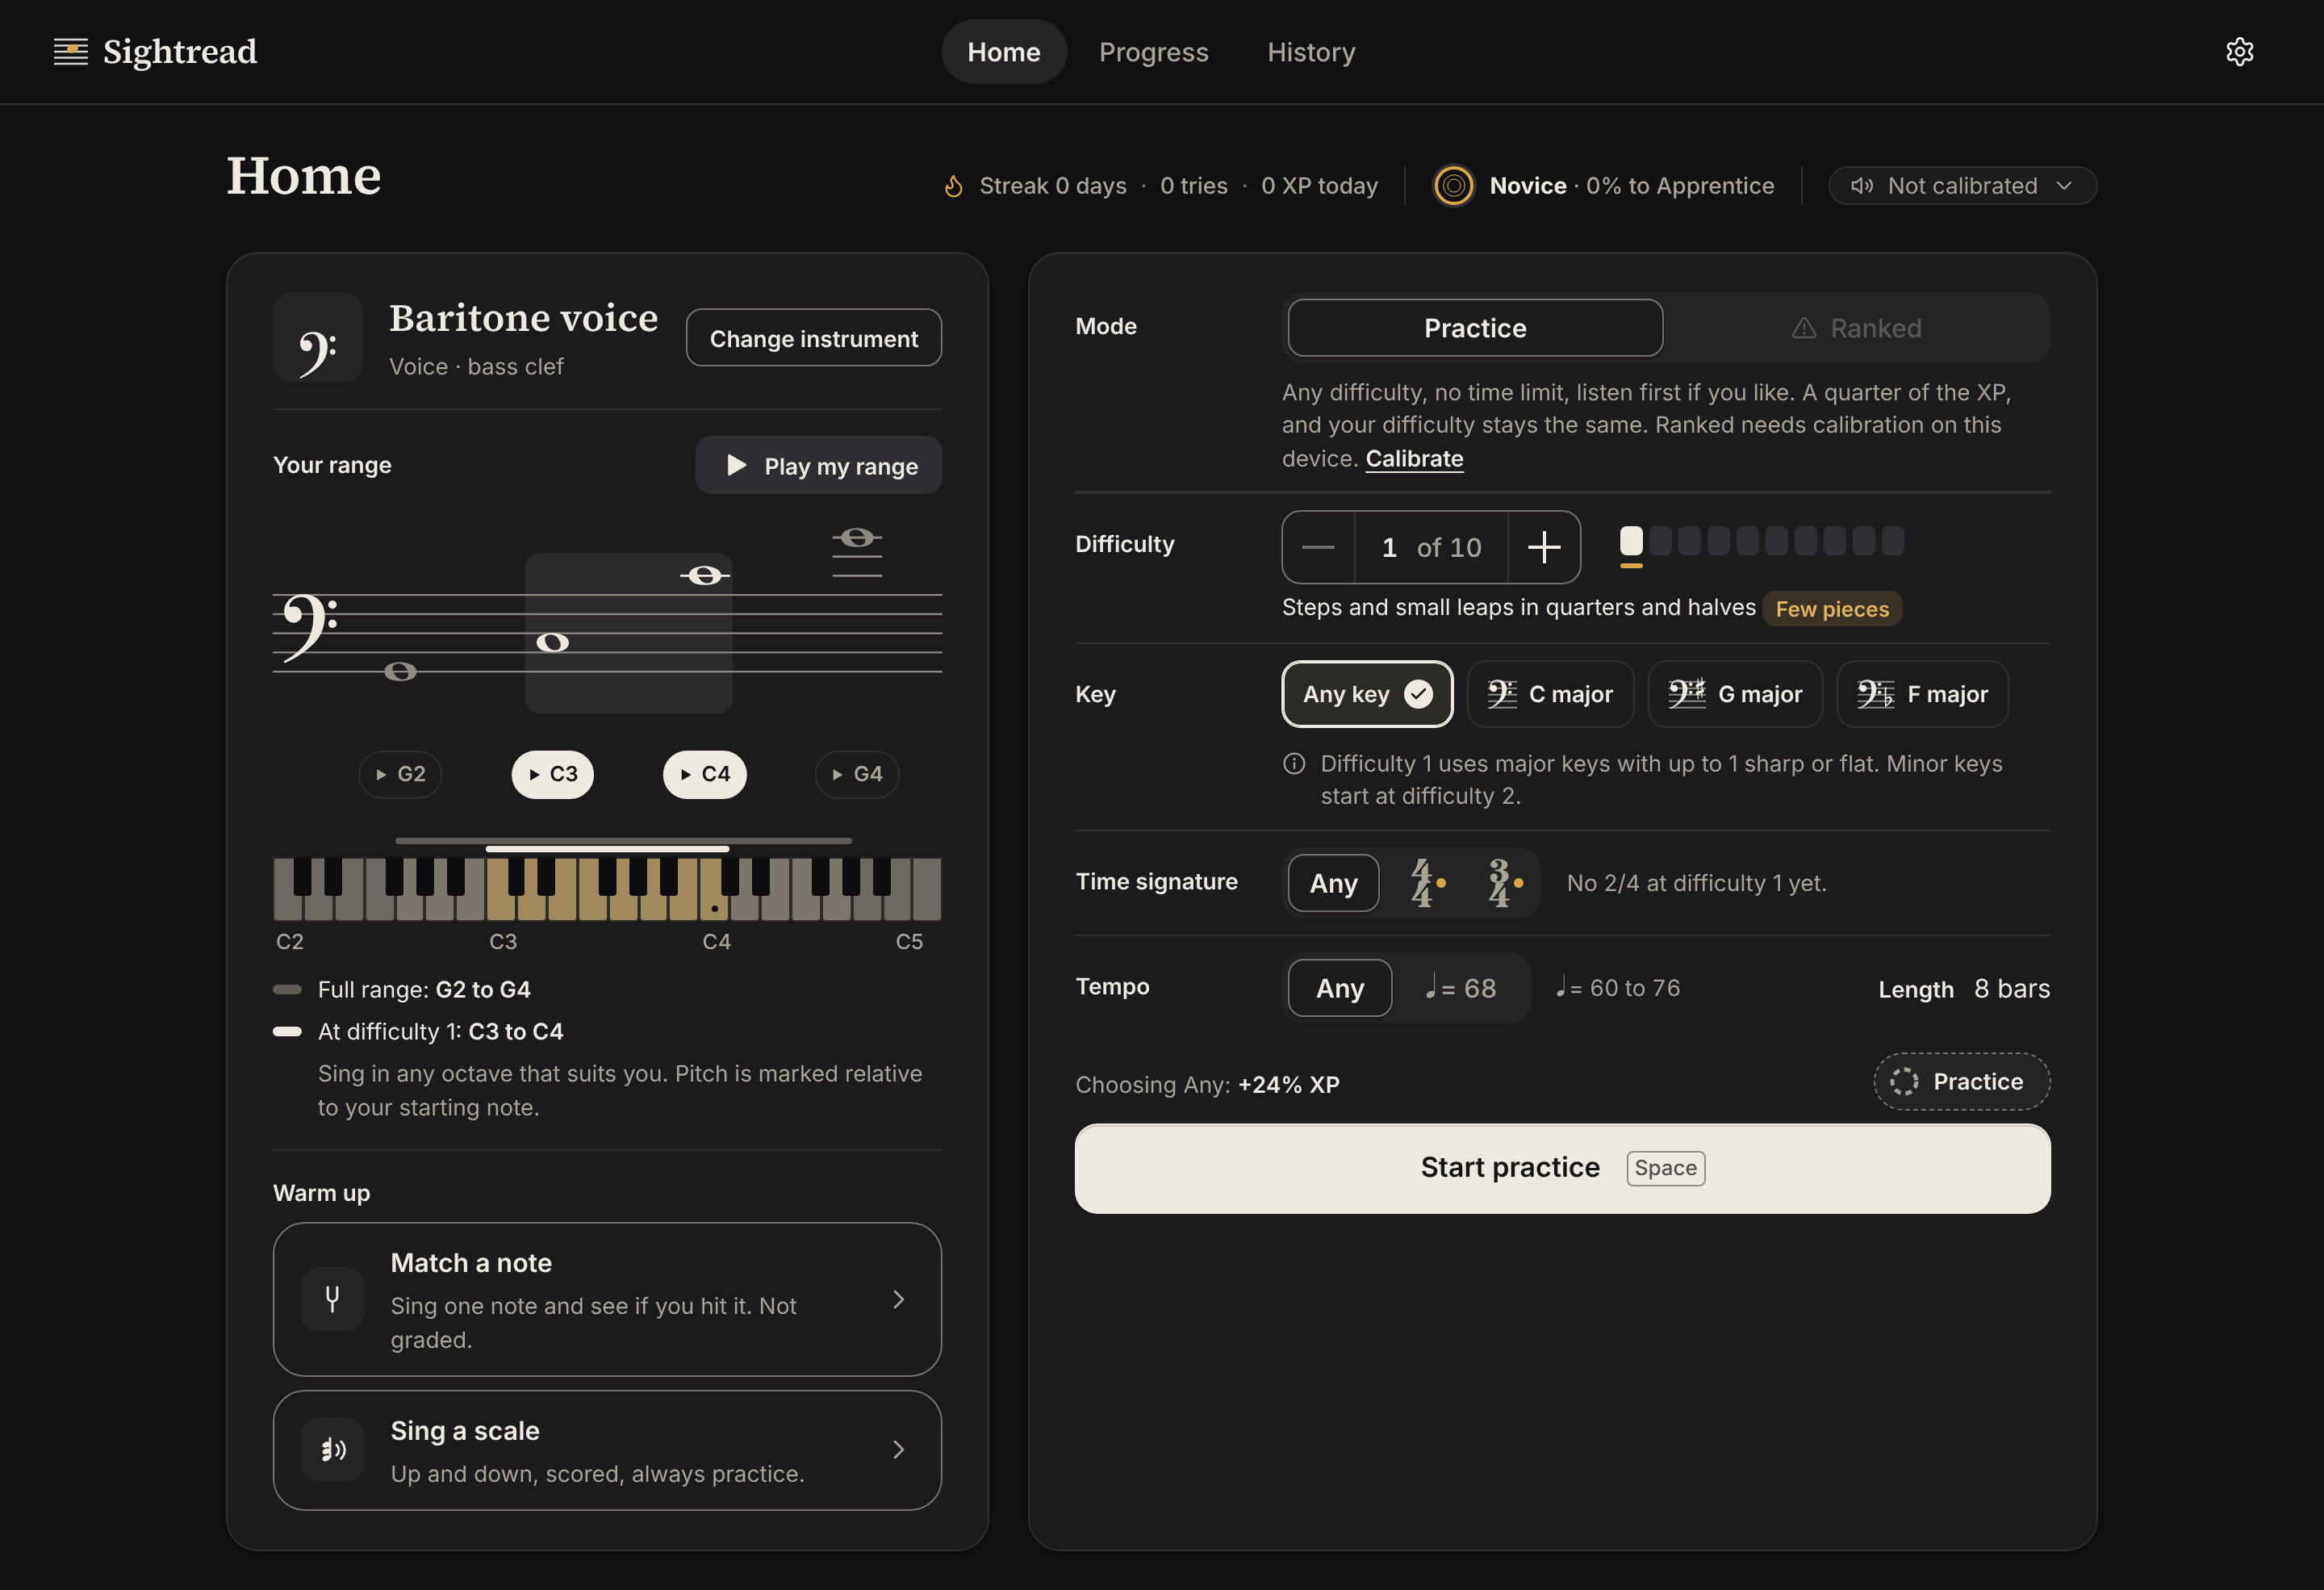 Sightread
Home
Progress
History
Home
Streak 0 days · 0 tries · 0 XP today
Novice · 0% to Apprentice
Not calibrated
Baritone voice
Voice · bass clef
Change instrument
Your range
Play my range
G2
C3
C4
G4
C2
C3
C4
C5
Full range: G2 to G4
At difficulty 1: C3 to C4
Sing in any octave that suits you. Pitch is marked relative
to your starting note.
Warm up
Match a note
Sing one note and see if you hit it. Not
graded.
Sing a scale
Up and down, scored, always practice.
Mode
Practice
Ranked
Any difficulty, no time limit, listen first if you like. A quarter of the XP,
and your difficulty stays the same. Ranked needs calibration on this
device. Calibrate
Difficulty
1 of 10
Steps and small leaps in quarters and halves
Few pieces
Key
Any key
C major
G major
F major
Difficulty 1 uses major keys with up to 1 sharp or flat. Minor keys
start at difficulty 2.
Time signature
Any
4
4
3
4
No 2/4 at difficulty 1 yet.
Tempo
Any
= 68
= 60 to 76
Length 8 bars
Choosing Any: +24% XP
Practice
Start practice
Space